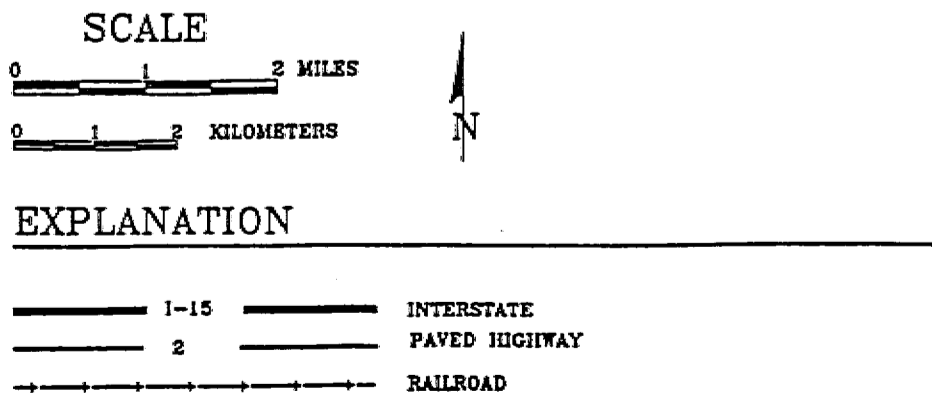 SCALE
0 1 2 MILES
0 1 2 KILOMETERS
N
EXPLANATION
I-15 INTERSTATE
2 PAVED HIGHWAY
RAILROAD